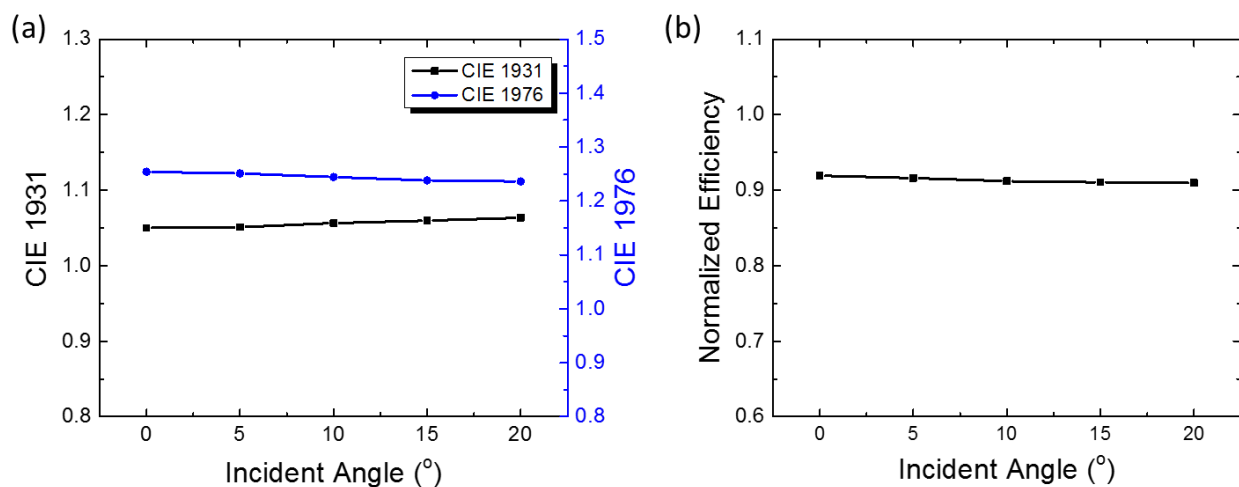 (a)
1.3
1.2
1.1
1.0
0.9
0.8
CIE 1931
CIE 1931
CIE 1976
1.5
1.4
1.3
1.2
1.1
1.0
0.9
0.8
CIE 1976
0 5 10 15 20
Incident Angle (°)
(b)
1.1
1.0
0.9
0.8
0.7
0.6
Normalized Efficiency
0 5 10 15 20
Incident Angle (°)